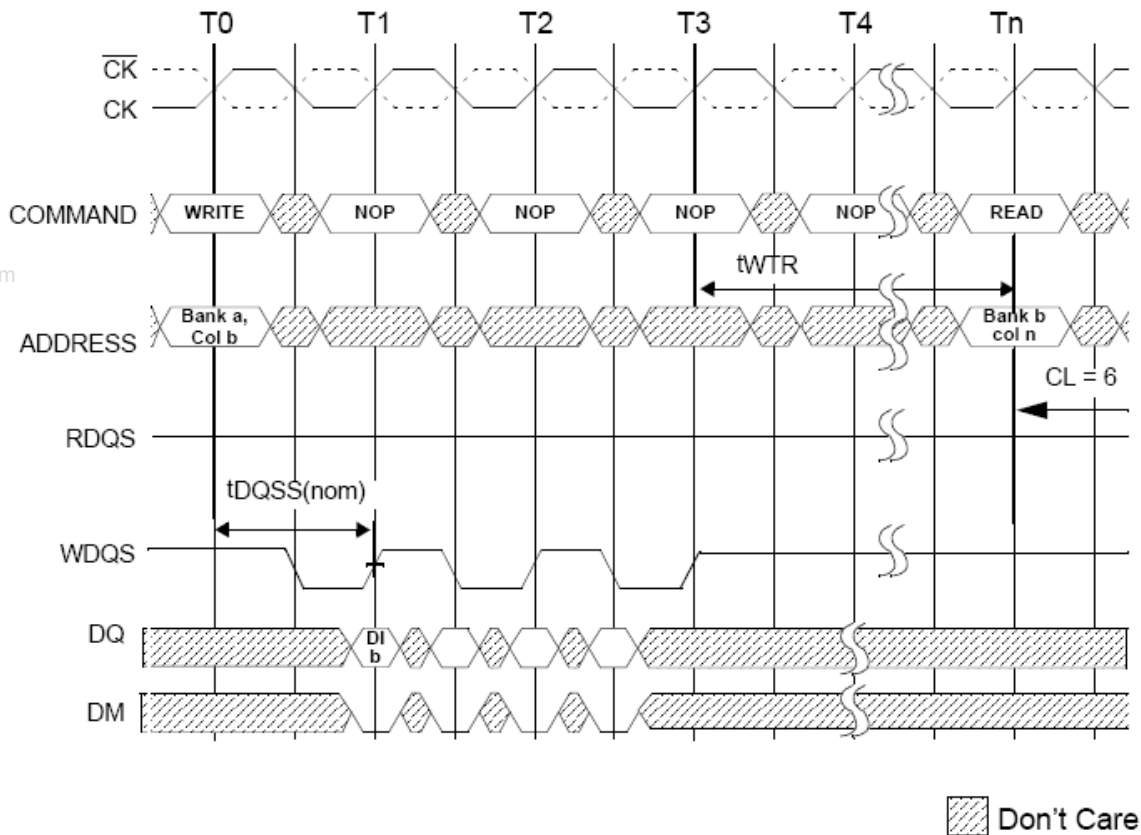 T0 T1 T2 T3 T4 Tn
CK
CK
COMMAND WRITE NOP NOP NOP NOP READ
tWTR
m
ADDRESS Bank a, Col b Bank b col n
CL = 6
RDQS
tDQSS(nom)
WDQS
DQ DI b
DM
Don't Care